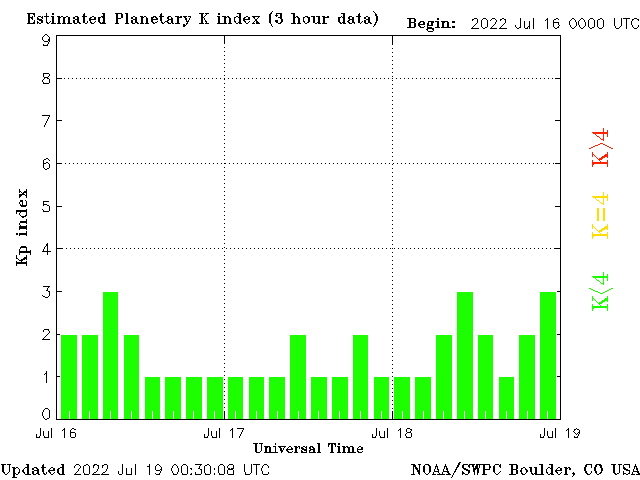 Estimated Planetary K index (3 hour data) Begin: 2022 Jul 16 0000 UTC
9
8
7
6
5
4
3
2
1
0
Kp index
K>4
K=4
K<4
Jul 16 Jul 17 Jul 18 Jul 19
Universal Time
Updated 2022 Jul 19 00:30:08 UTC NOAA/SWPC Boulder, CO USA